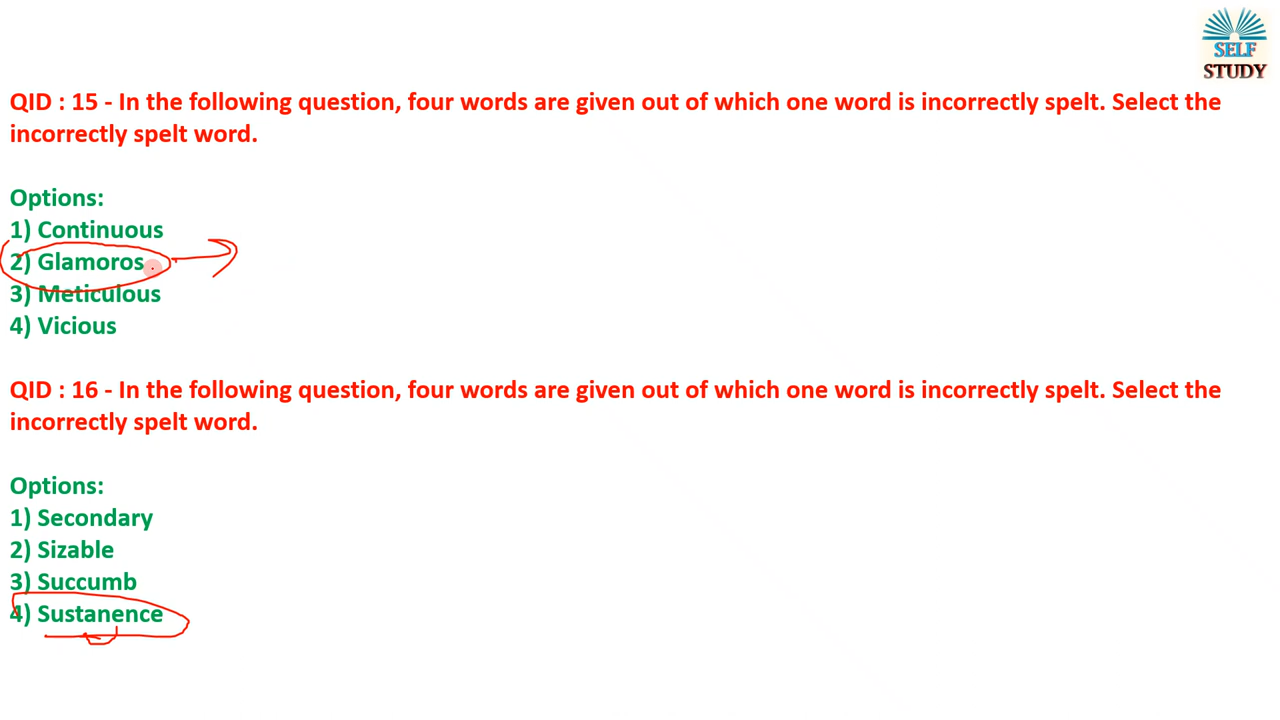 SELF
STUDY
QID : 15 - In the following question, four words are given out of which one word is incorrectly spelt. Select the
incorrectly spelt word.
Options:
1) Continuous
2) Glamoros
3) Meticulous
4) Vicious
QID : 16 - In the following question, four words are given out of which one word is incorrectly spelt. Select the
incorrectly spelt word.
Options:
1) Secondary
2) Sizable
3) Succumb
4) Sustanence